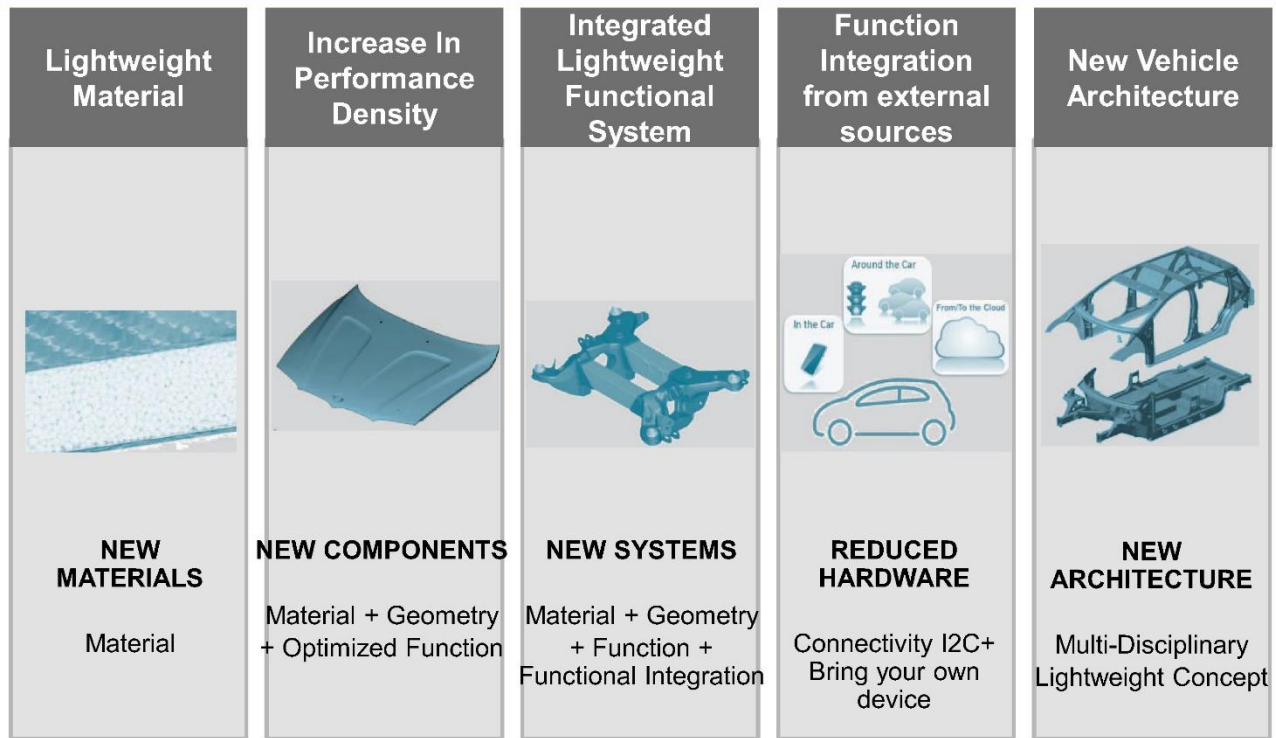 Lightweight
Material
Increase In
Performance
Density
Integrated
Lightweight
Functional
System
Function
Integration
from external
sources
New Vehicle
Architecture
Around the Car
In the Car
From/To the Cloud
NEW
MATERIALS
Material
NEW COMPONENTS
Material + Geometry
+ Optimized Function
NEW SYSTEMS
Material + Geometry
+ Function +
Functional Integration
REDUCED
HARDWARE
Connectivity I2C+
Bring your own
device
NEW
ARCHITECTURE
Multi-Disciplinary
Lightweight Concept